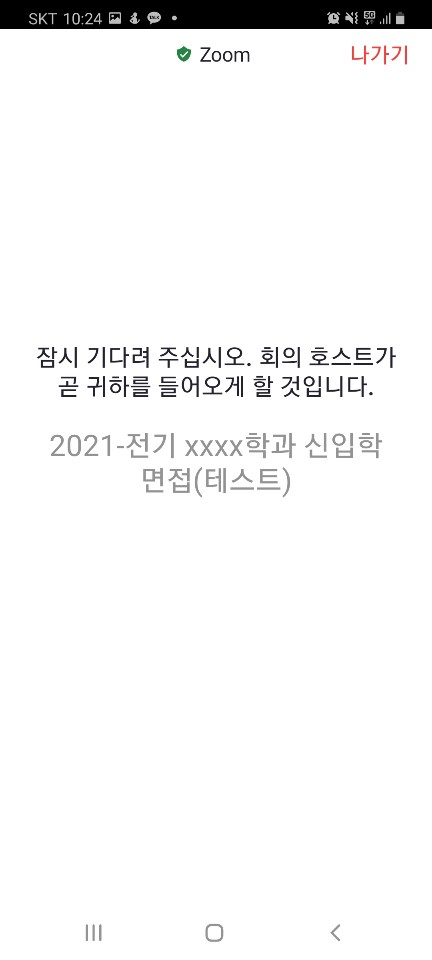 SKT 10:24
Zoom
나가기
잠시 기다려 주십시오. 회의 호스트가
곧 귀하를 들어오게 할 것입니다.
2021-전기 xxxx학과 신입학
면접(테스트)